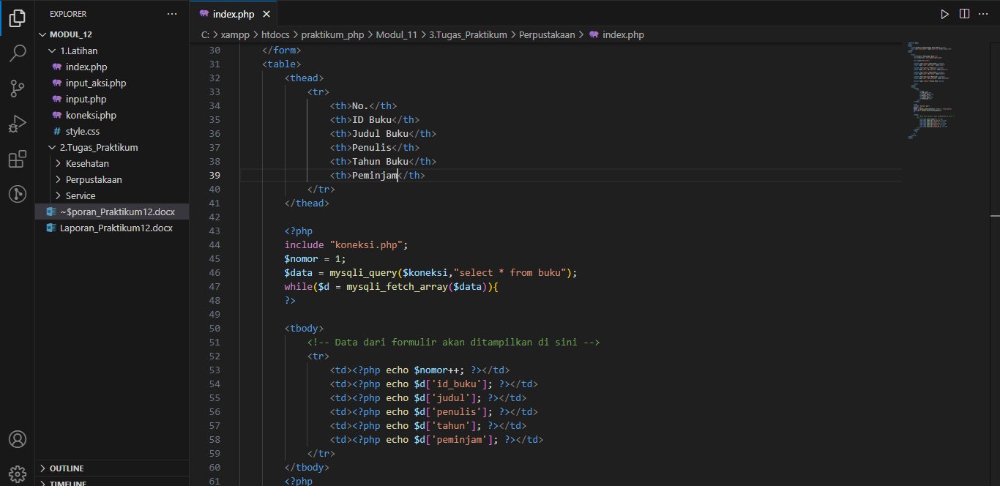 EXPLORER
index.php
MODUL_12
1.Latihan
index.php
input_aksi.php
input.php
koneksi.php
# style.css
2.Tugas_Praktikum
Kesehatan
Perpustakaan
Service
~$poran_Praktikum12.docx
Laporan_Praktikum12.docx
OUTLINE
TIMELINE
C: > xampp > htdocs > praktikum_php > Modul_11 > 3.Tugas_Praktikum > Perpustakaan > index.php
30 </form>
31 <table>
32 <thead>
33 <tr>
34 <th>No.</th>
35 <th>ID Buku</th>
36 <th>Judul Buku</th>
37 <th>Penulis</th>
38 <th>Tahun Buku</th>
39 <th>Peminjam</th>
40 </tr>
41 </thead>
42
43 <?php
44 include "koneksi.php";
45 $nomor = 1;
46 $data = mysqli_query($koneksi,"select * from buku");
47 while($d = mysqli_fetch_array($data)){
48 ?>
49
50 <tbody>
51 <!-- Data dari formulir akan ditampilkan di sini -->
52 <tr>
53 <td><?php echo $nomor++; ?></td>
54 <td><?php echo $d['id_buku']; ?></td>
55 <td><?php echo $d['judul']; ?></td>
56 <td><?php echo $d['penulis']; ?></td>
57 <td><?php echo $d['tahun']; ?></td>
58 <td><?php echo $d['peminjam']; ?></td>
59 </tr>
60 </tbody>
61 <?php